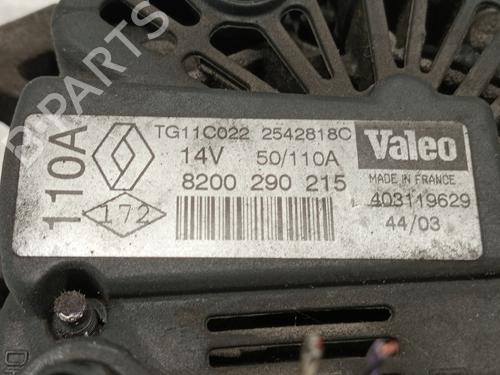 B-PARTS
110A
TG11C022 2542818C
14V 50/110A
8200 290 215
172
Valeo
MADE IN FRANCE
403119629
44/03